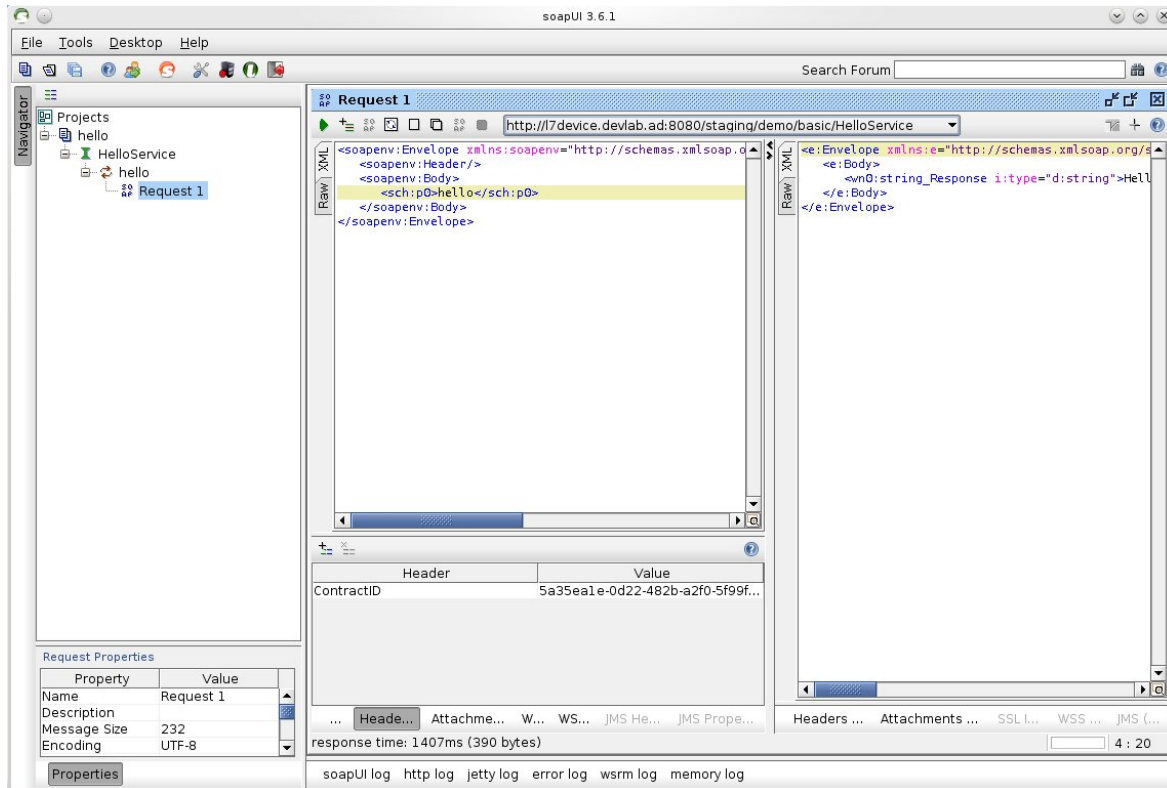 soapUI 3.6.1
File Tools Desktop Help
Search Forum
Navigator
Projects
hello
HelloService
hello
Request 1
Request Properties
Property Value
Name Request 1
Description
Message Size 232
Encoding UTF-8
Properties
Request 1
http://l7device.devlab.ad:8080/staging/demo/basic/HelloService
XML
Raw
<soapenv:Envelope xmlns:soapenv="http://schemas.xmlsoap.o
<soapenv:Header/>
<soapenv:Body>
<sch:p0>hello</sch:p0>
</soapenv:Body>
</soapenv:Envelope>
Header Value
ContractID 5a35ea1e-0d22-482b-a2f0-5f99f...
... Heade... Attachme... W... WS... JMS He... JMS Prope...
XML
Raw
<e:Envelope xmlns:e="http://schemas.xmlsoap.org/s
<e:Body>
<wn0:string_Response i:type="d:string">Hell
</e:Body>
</e:Envelope>
Headers ... Attachments ... SSL I... WSS ... JMS (...
response time: 1407ms (390 bytes)
4 : 20
soapUI log http log jetty log error log wsrm log memory log